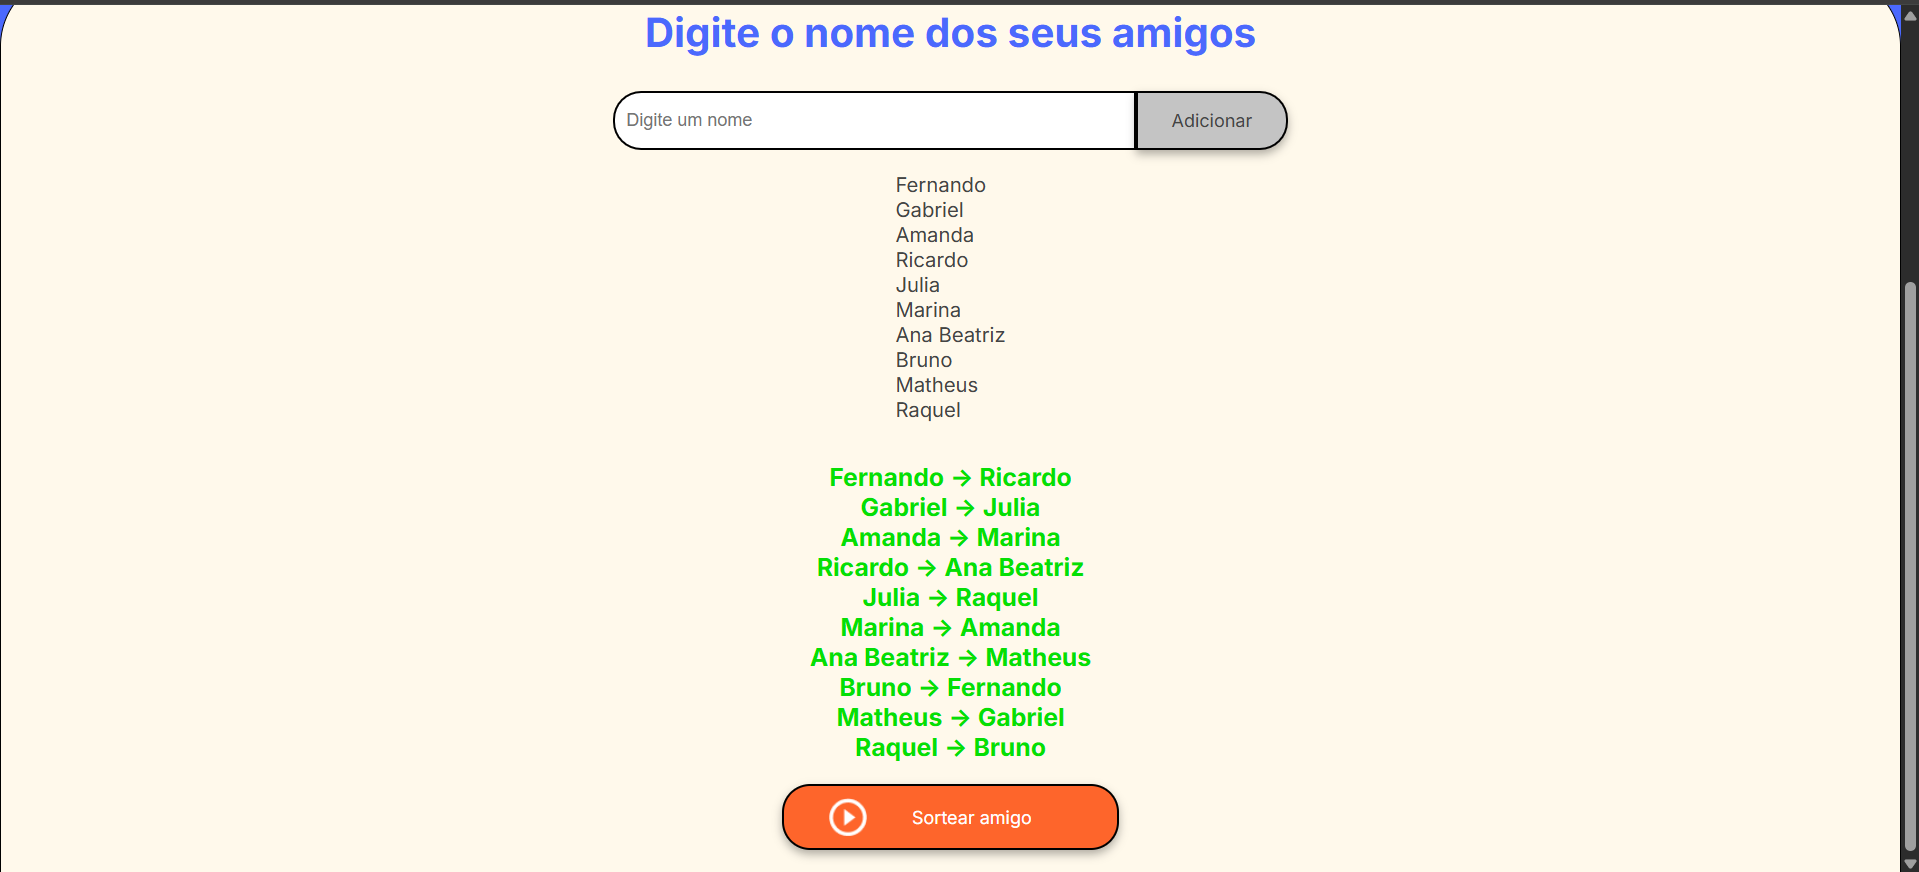 Digite o nome dos seus amigos
Digite um nome
Adicionar
Fernando
Gabriel
Amanda
Ricardo
Julia
Marina
Ana Beatriz
Bruno
Matheus
Raquel
Fernando → Ricardo
Gabriel → Julia
Amanda → Marina
Ricardo → Ana Beatriz
Julia → Raquel
Marina → Amanda
Ana Beatriz → Matheus
Bruno → Fernando
Matheus → Gabriel
Raquel → Bruno
Sortear amigo